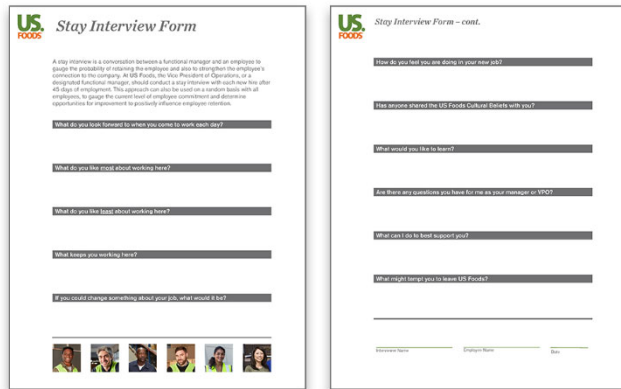 US.
FOODS
Stay Interview Form
A stay interview is a conversation between a functional manager and an employee to
gauge the probability of retaining the employee and also to strengthen the employee's
connection to the company. At US Foods, the Vice President of Operations, or a
designated functional manager, should conduct a stay interview with each new hire after
45 days of employment. This approach can also be used on a random basis with all
employees, to gauge the current level of employee commitment and determine
opportunities for improvement to positively influence employee intention.
What do you look forward to when you come to work each day?
What do you like most about working here?
What do you like least about working here?
What keeps you working here?
If you could change something about your job, what would it be?
US.
FOODS
Stay Interview Form – cont.
How do you feel you are doing in your new job?
Has anyone shared the US Foods Cultural Beliefs with you?
What would you like to learn?
Are there any questions you have for me as your manager or VPO?
What can I do to best support you?
What might tempt you to leave US Foods?
Interviewer Name
Employee Name
Date